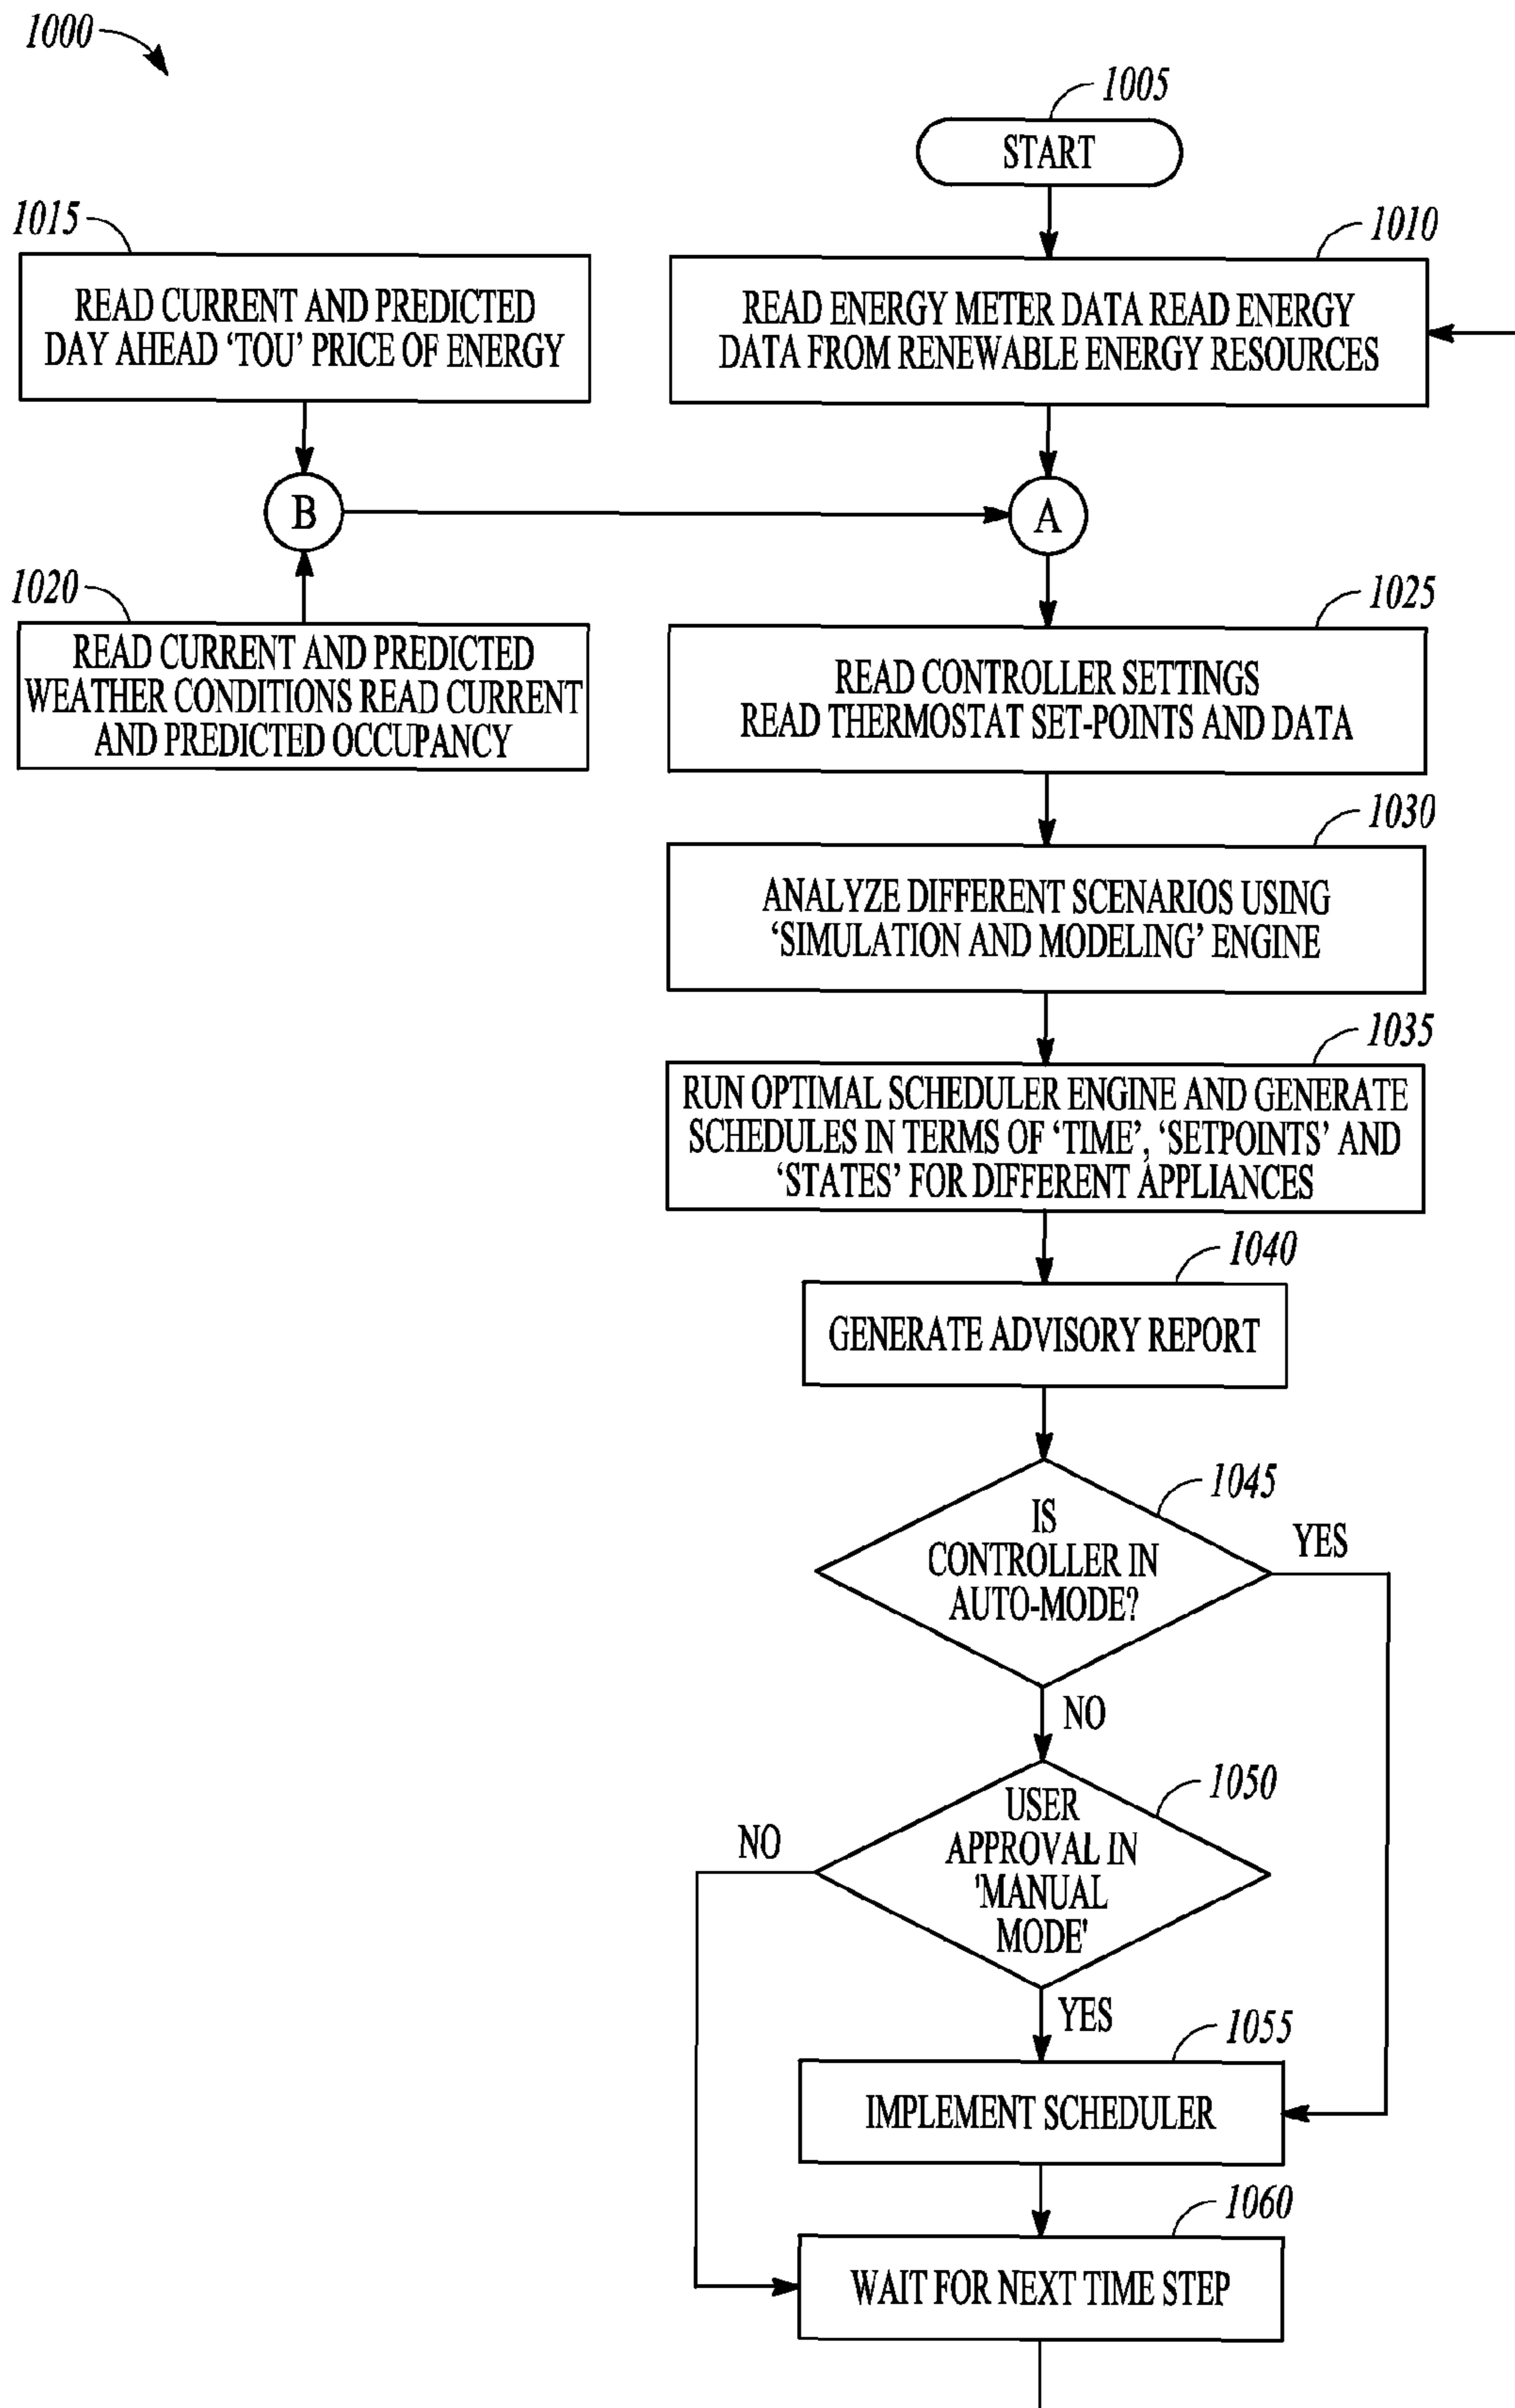 1000
1005
START
1015
READ CURRENT AND PREDICTED
DAY AHEAD ‘TOU’ PRICE OF ENERGY
1010
READ ENERGY METER DATA READ ENERGY
DATA FROM RENEWABLE ENERGY RESOURCES
B
A
1020
READ CURRENT AND PREDICTED
WEATHER CONDITIONS READ CURRENT
AND PREDICTED OCCUPANCY
1025
READ CONTROLLER SETTINGS
READ THERMOSTAT SET-POINTS AND DATA
1030
ANALYZE DIFFERENT SCENARIOS USING
‘SIMULATION AND MODELING’ ENGINE
1035
RUN OPTIMAL SCHEDULER ENGINE AND GENERATE
SCHEDULES IN TERMS OF ‘TIME’, ‘SETPOINTS’ AND
‘STATES’ FOR DIFFERENT APPLIANCES
1040
GENERATE ADVISORY REPORT
1045
IS
CONTROLLER IN
AUTO-MODE?
YES
NO
1050
USER
APPROVAL IN
'MANUAL
MODE'
NO
YES
1055
IMPLEMENT SCHEDULER
1060
WAIT FOR NEXT TIME STEP